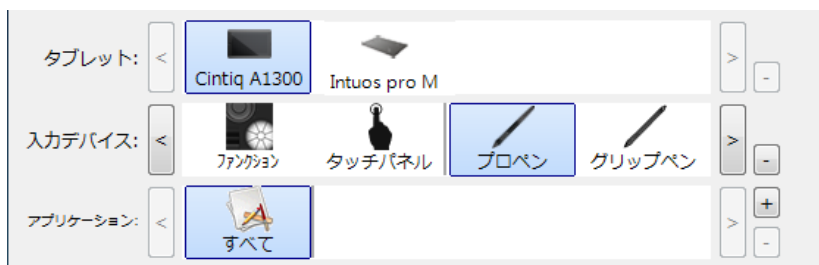 タブレット: < Cintiq A1300 Intuos pro M > -
入力デバイス: < ファンクション タッチパネル プロペン グリップペン > -
アプリケーション: < すべて > + -